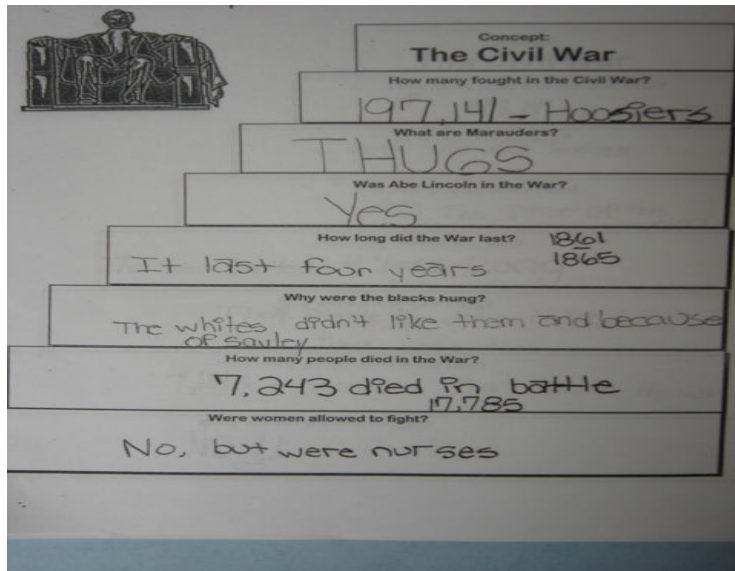 Concept:
The Civil War
How many fought in the Civil War?
197,141 - Hoosiers
What are Marauders?
THUGS
Was Abe Lincoln in the War?
Yes
How long did the War last? 1861
It last four years 1865
Why were the blacks hung?
The whites didn't like them and because
of savley
How many people died in the War?
7,243 died in battle
17,785
Were women allowed to fight?
No, but were nurses